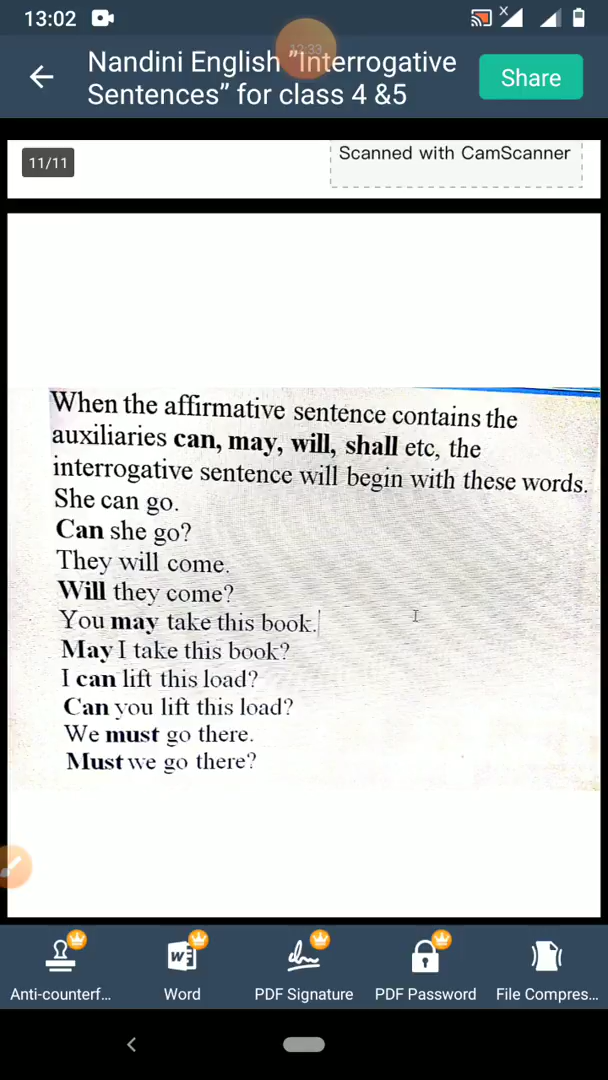 13:02
12:33
Nandini English "Interrogative
Sentences" for class 4 &5
Share
11/11
Scanned with CamScanner
When the affirmative sentence contains the
auxiliaries can, may, will, shall etc, the
interrogative sentence will begin with these words.
She can go.
Can she go?
They will come.
Will they come?
You may take this book.
May I take this book?
I can lift this load?
Can you lift this load?
We must go there.
Must we go there?
Anti-counterf...
Word
PDF Signature
PDF Password
File Compres...